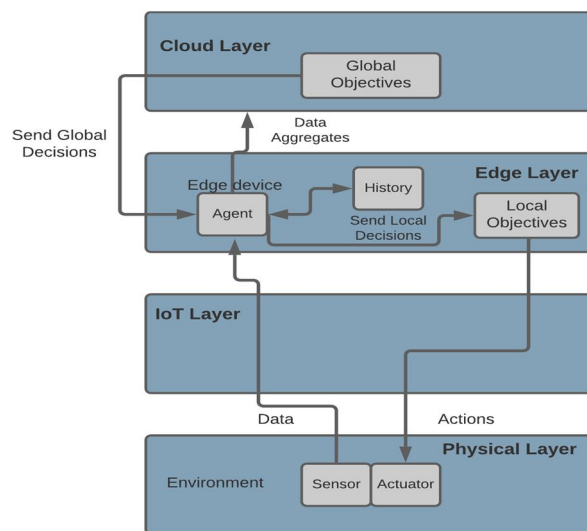 Cloud Layer
Global
Objectives
Send Global
Decisions
Data
Aggregates
Edge Layer
Edge device
History
Agent
Local
Objectives
Send Local
Decisions
IoT Layer
Data
Actions
Physical Layer
Environment
Sensor
Actuator